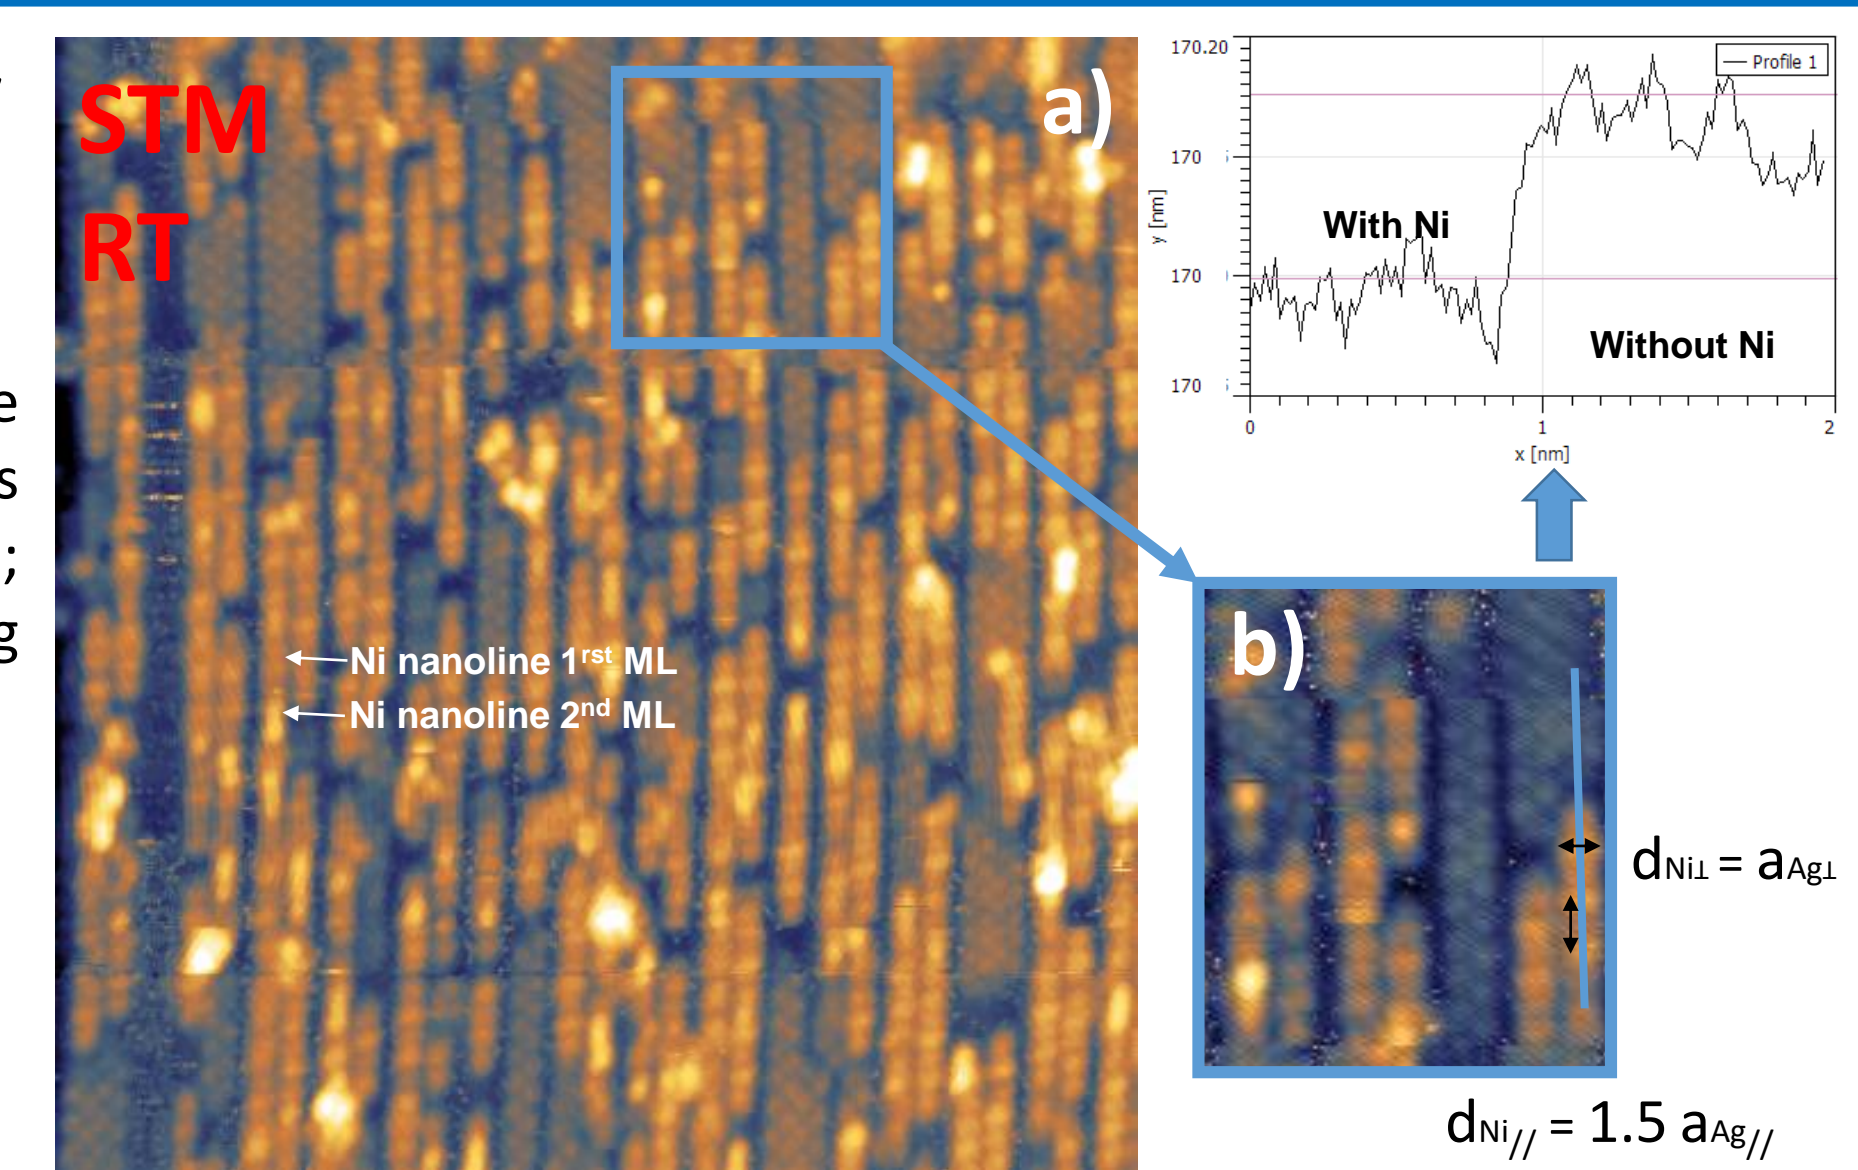 STM
RT
a)
Ni nanoline 1rst ML
Ni nanoline 2nd ML
e
s
;
g
170.20
170
170
170
y [nm]
Profile 1
With Ni
Without Ni
0 1 2
x [nm]
b)
dNi⊥ = aAg⊥
dNi// = 1.5 aAg//